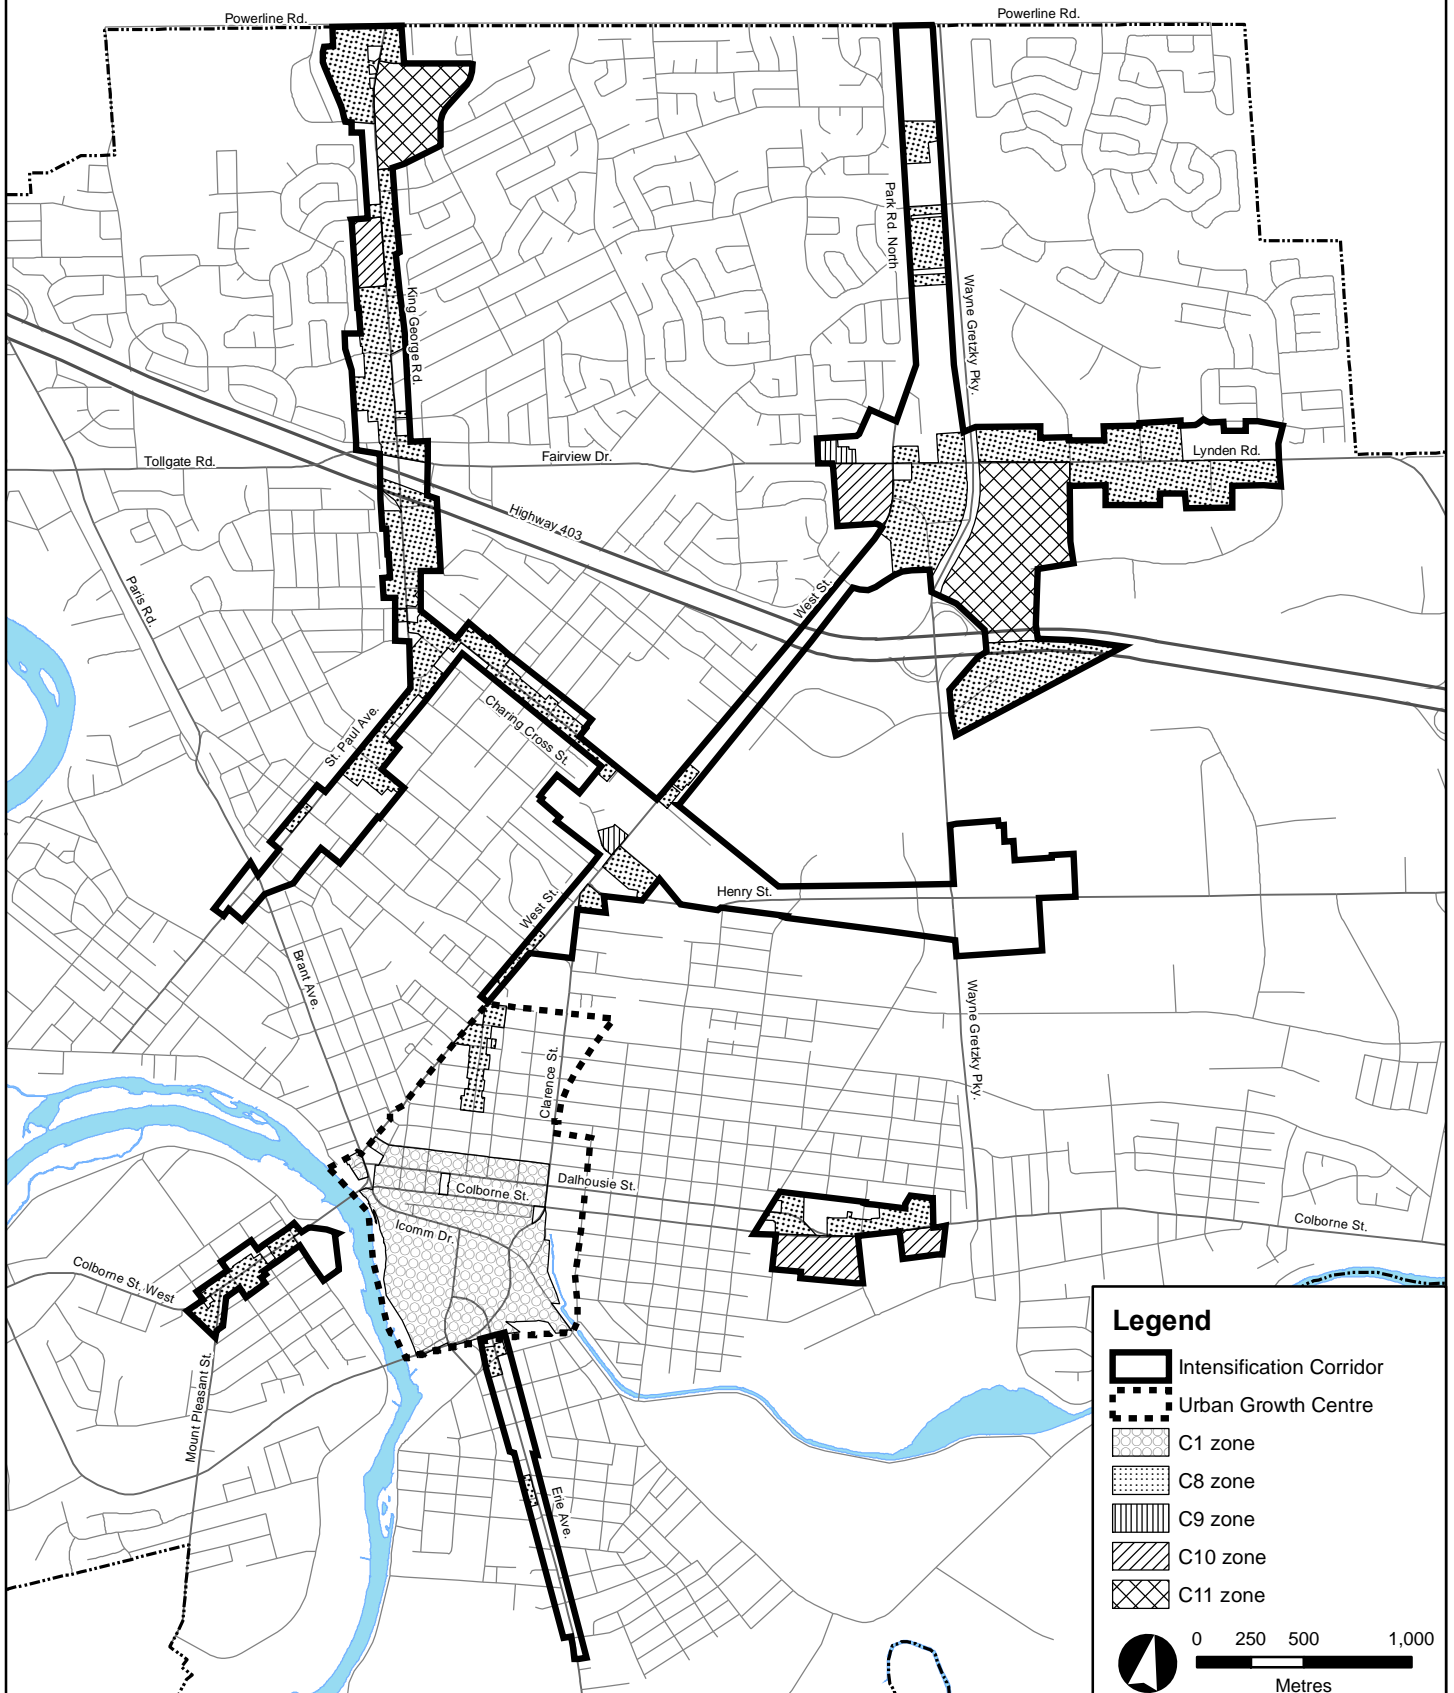 Powerline Rd.
Powerline Rd.
Park Rd. North
King George Rd.
Wayne Gretzky Pky.
Tollgate Rd.
Fairview Dr.
Lynden Rd.
Highway 403
Paris Rd.
West St.
St. Paul Ave.
Charing Cross St.
Henry St.
West St.
Brant Ave.
Wayne Gretzky Pky.
Clarence St.
Dalhousie St.
Colborne St.
Icomm Dr.
Colborne St.
Colborne St. West
Mount Pleasant St.
Erie Ave.
Legend
Intensification Corridor
Urban Growth Centre
C1 zone
C8 zone
C9 zone
C10 zone
C11 zone
0 250 500 1,000
Metres